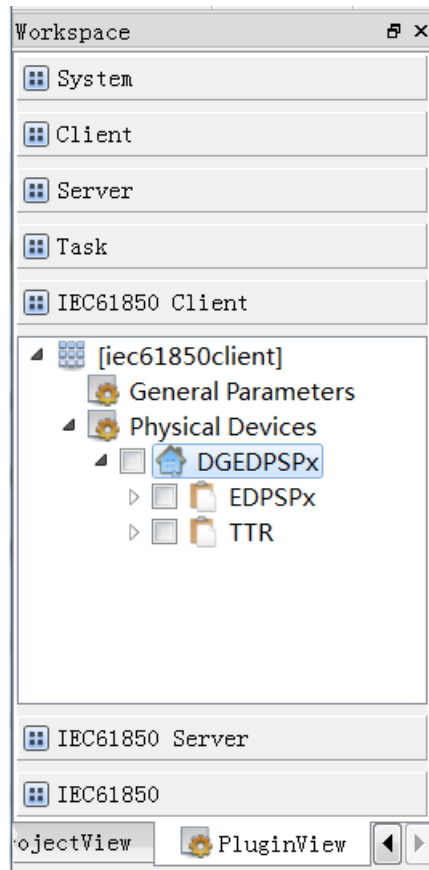 Workspace
System
Client
Server
Task
IEC61850 Client
[iec61850client]
General Parameters
Physical Devices
DGEDPSPx
EDPSPx
TTR
IEC61850 Server
IEC61850
ojectView PluginView